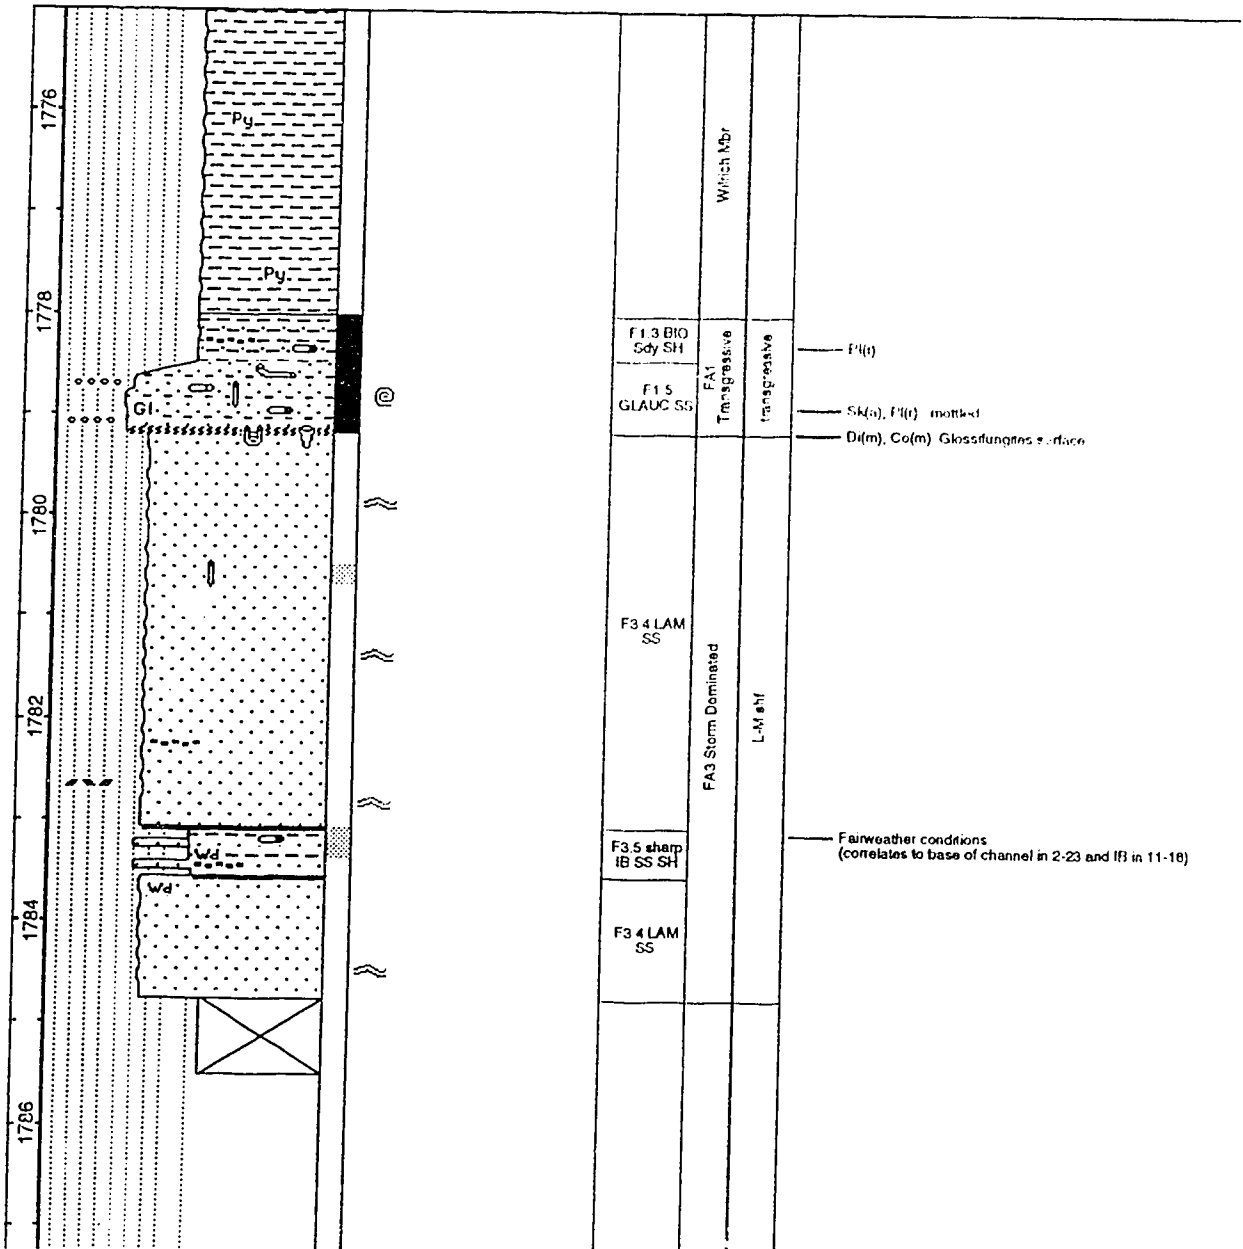 1776
1778
1780
1782
1784
1786
Py
Py
Gl
Wd
Wd
F1.3 BIO
Sdy SH
F1 5
GLAUC SS
F3 4 LAM
SS
F3.5 sharp
IB SS SH
F3 4 LAM
SS
Wilrich Mbr
FA1
Transgressive
FA3 Storm Dominated
transgressive
L-M shf
Pl(r)
Sk(a), Pl(r) mottled
Di(m), Co(m) Glossifungites surface
Fairweather conditions
(correlates to base of channel in 2-23 and IB in 11-18)